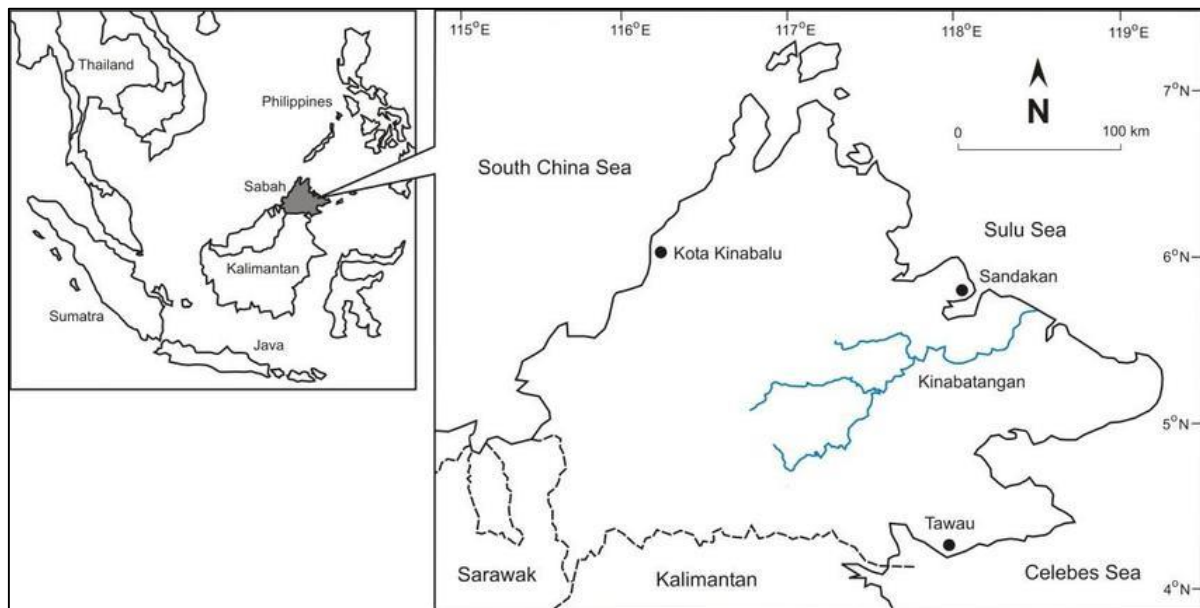 Thailand
Philippines
Sabah
Kalimantan
Sumatra
Java
115°E
116°E
117°E
118°E
119°E
7°N
N
0 100 km
South China Sea
Sulu Sea
Kota Kinabalu
6°N
Sandakan
Kinabatangan
5°N
Tawau
Sarawak
Kalimantan
Celebes Sea
4°N